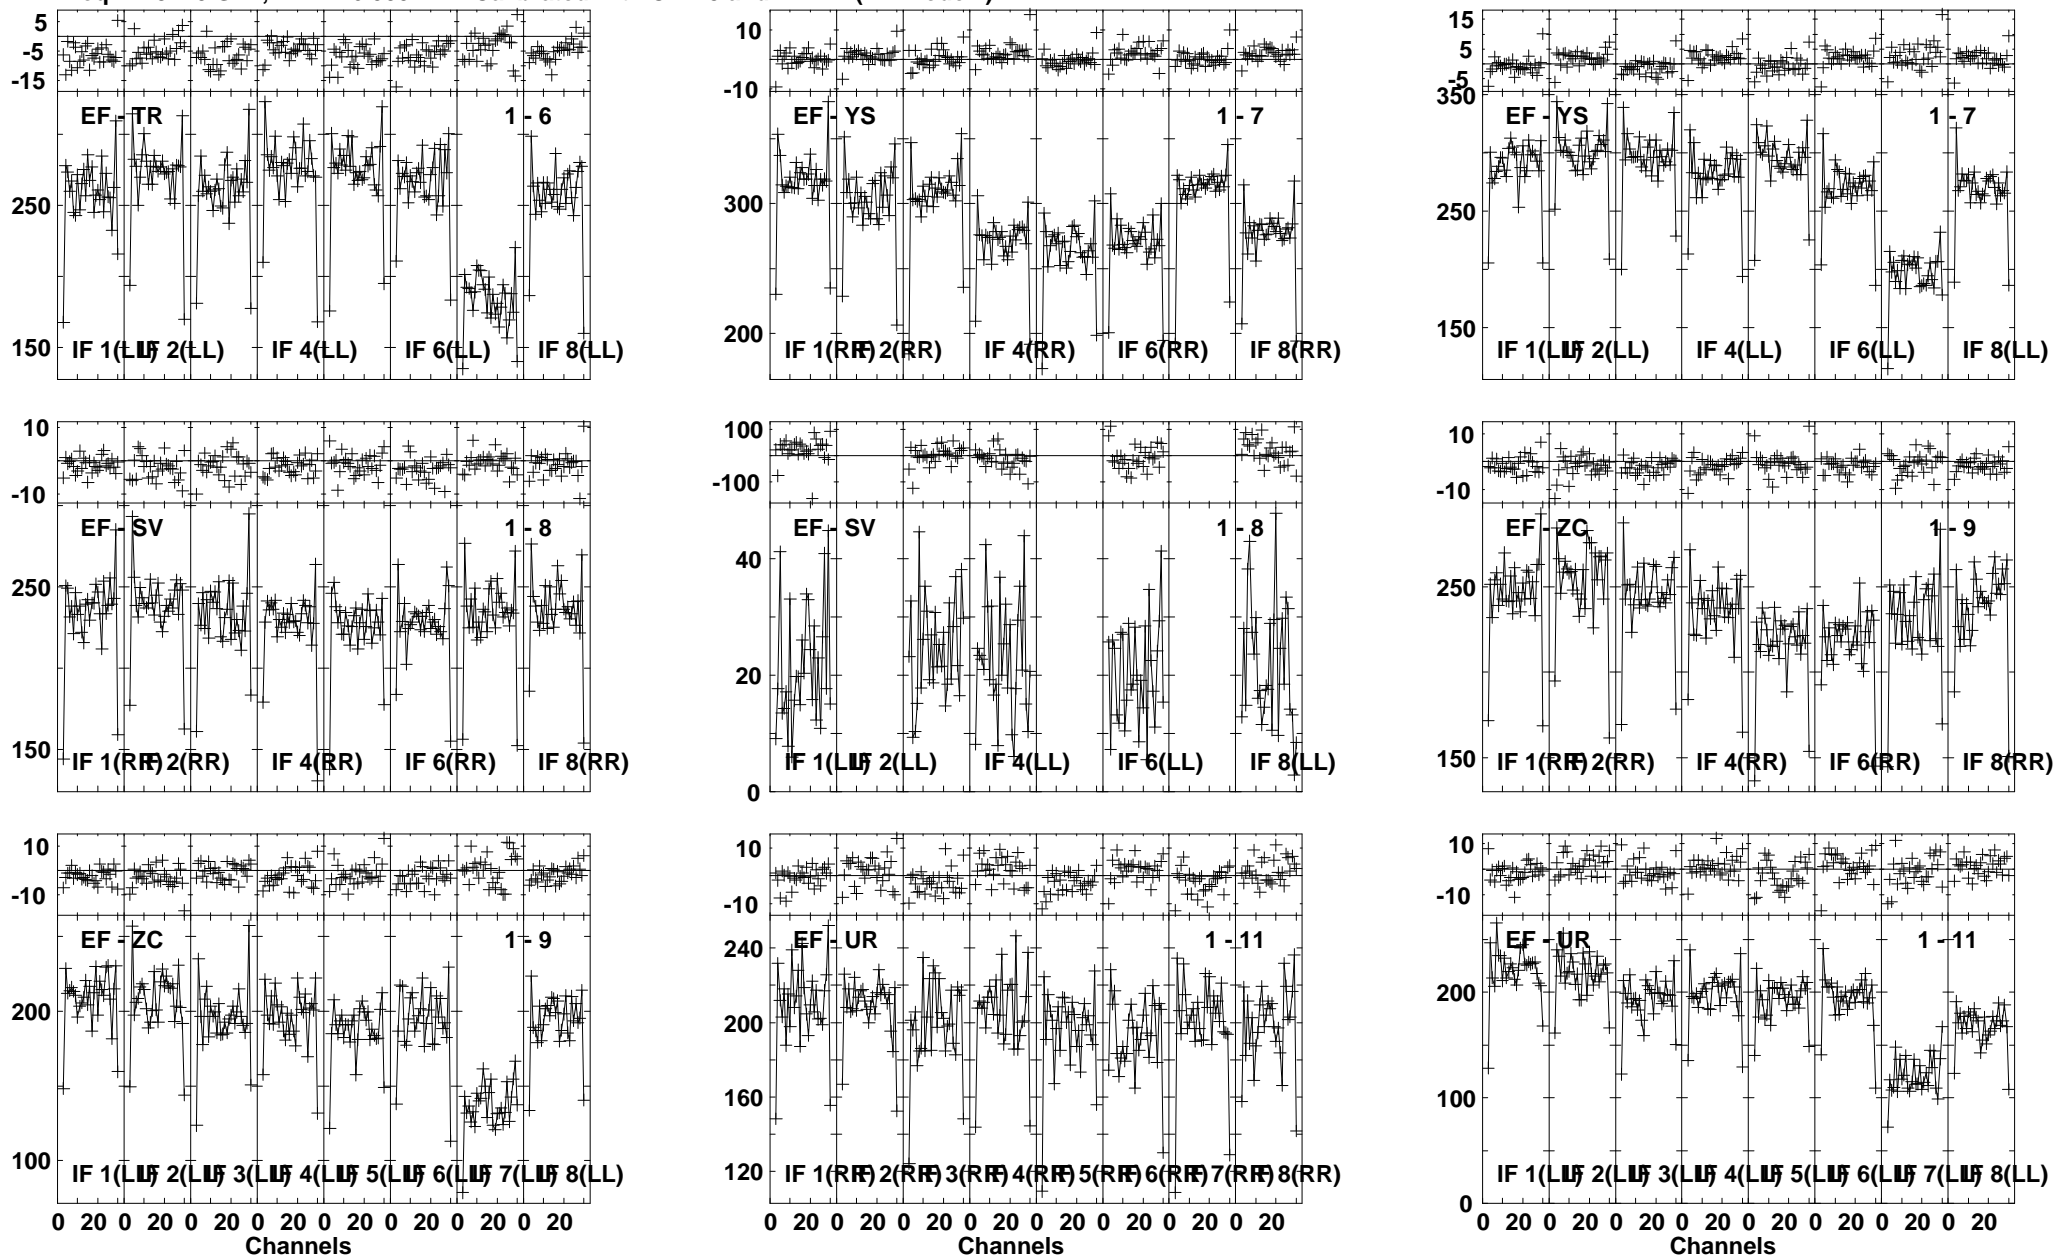 5
-5
-15
EF - TR 1 - 6
250
150
IF 1(LL) IF 2(LL) IF 4(LL) IF 6(LL) IF 8(LL)
10
-10
EF - YS 1 - 7
300
200
IF 1(RR) IF 2(RR) IF 4(RR) IF 6(RR) IF 8(RR)
15
5
-5
350
EF - YS 1 - 7
250
150
IF 1(LL) IF 2(LL) IF 4(LL) IF 6(LL) IF 8(LL)
10
-10
EF - SV 1 - 8
250
150
IF 1(RR) IF 2(RR) IF 4(RR) IF 6(RR) IF 8(RR)
100
-100
EF - SV 1 - 8
40
20
0
IF 1(LL) IF 2(LL) IF 4(LL) IF 6(LL) IF 8(LL)
10
-10
EF - ZC 1 - 9
250
150
IF 1(RR) IF 2(RR) IF 4(RR) IF 6(RR) IF 8(RR)
10
-10
EF - ZC 1 - 9
200
100
IF 1(LL) IF 2(LL) IF 3(LL) IF 4(LL) IF 5(LL) IF 6(LL) IF 7(LL) IF 8(LL)
0 20 0 20 0 20 0 20 0 20 0 20 0 20 0 20
Channels
10
-10
EF - UR 1 - 11
240
200
160
120
IF 1(RR) IF 2(RR) IF 3(RR) IF 4(RR) IF 5(RR) IF 6(RR) IF 7(RR) IF 8(RR)
0 20 0 20 0 20 0 20 0 20 0 20 0 20 0 20
Channels
10
-10
EF - UR 1 - 11
200
100
0
IF 1(LL) IF 2(LL) IF 3(LL) IF 4(LL) IF 5(LL) IF 6(LL) IF 7(LL) IF 8(LL)
0 20 0 20 0 20 0 20 0 20 0 20 0 20 0 20
Channels